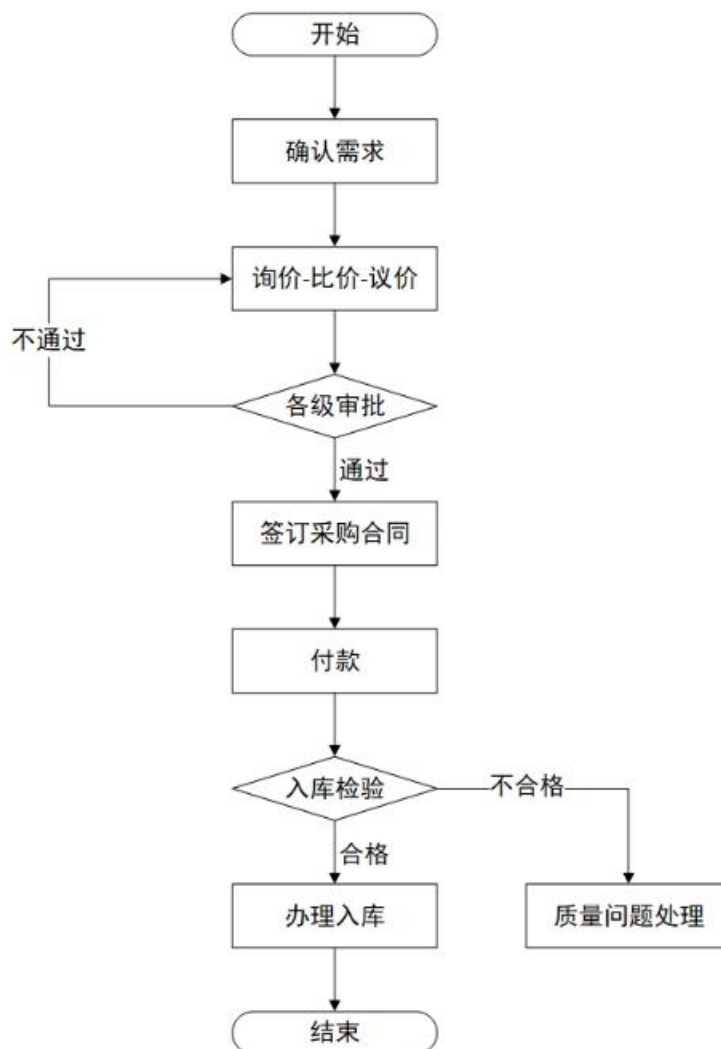 开始
确认需求
询价-比价-议价
不通过
各级审批
通过
签订采购合同
付款
入库检验
不合格
合格
办理入库
质量问题处理
结束